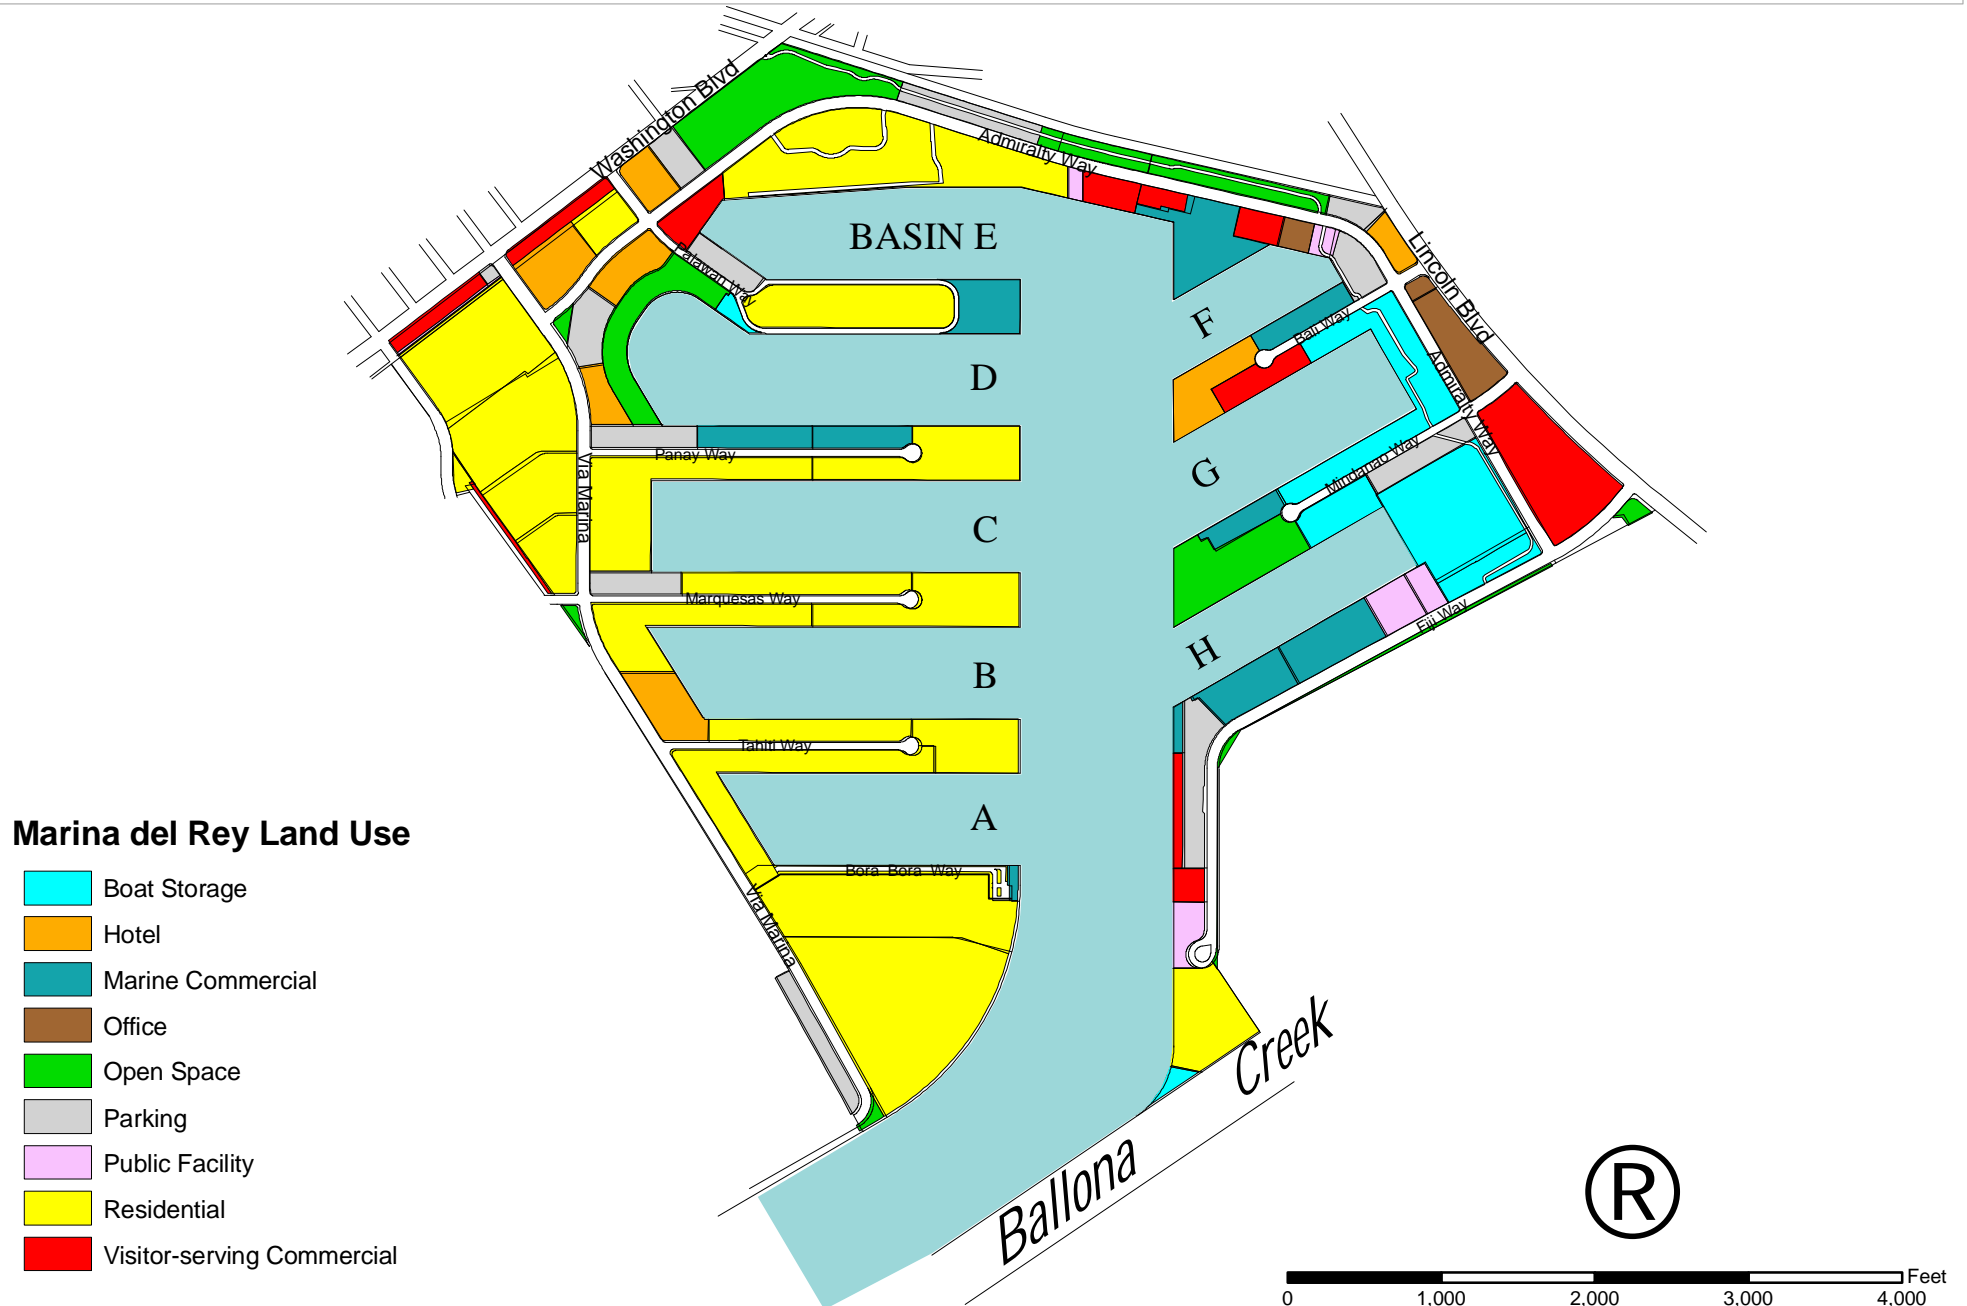 Washington Blvd
Admiralty Way
BASIN E
Palawan Way
Lincoln Blvd
F
Bali Way
D
Admiralty Way
Panay Way
Via Marina
G
Mindanao Way
C
Marquesas Way
Fiji Way
H
B
Tahiti Way
A
Bora Bora Way
Via Marina
Ballona Creek
Marina del Rey Land Use
Boat Storage
Hotel
Marine Commercial
Office
Open Space
Parking
Public Facility
Residential
Visitor-serving Commercial
®
Feet
0 1,000 2,000 3,000 4,000